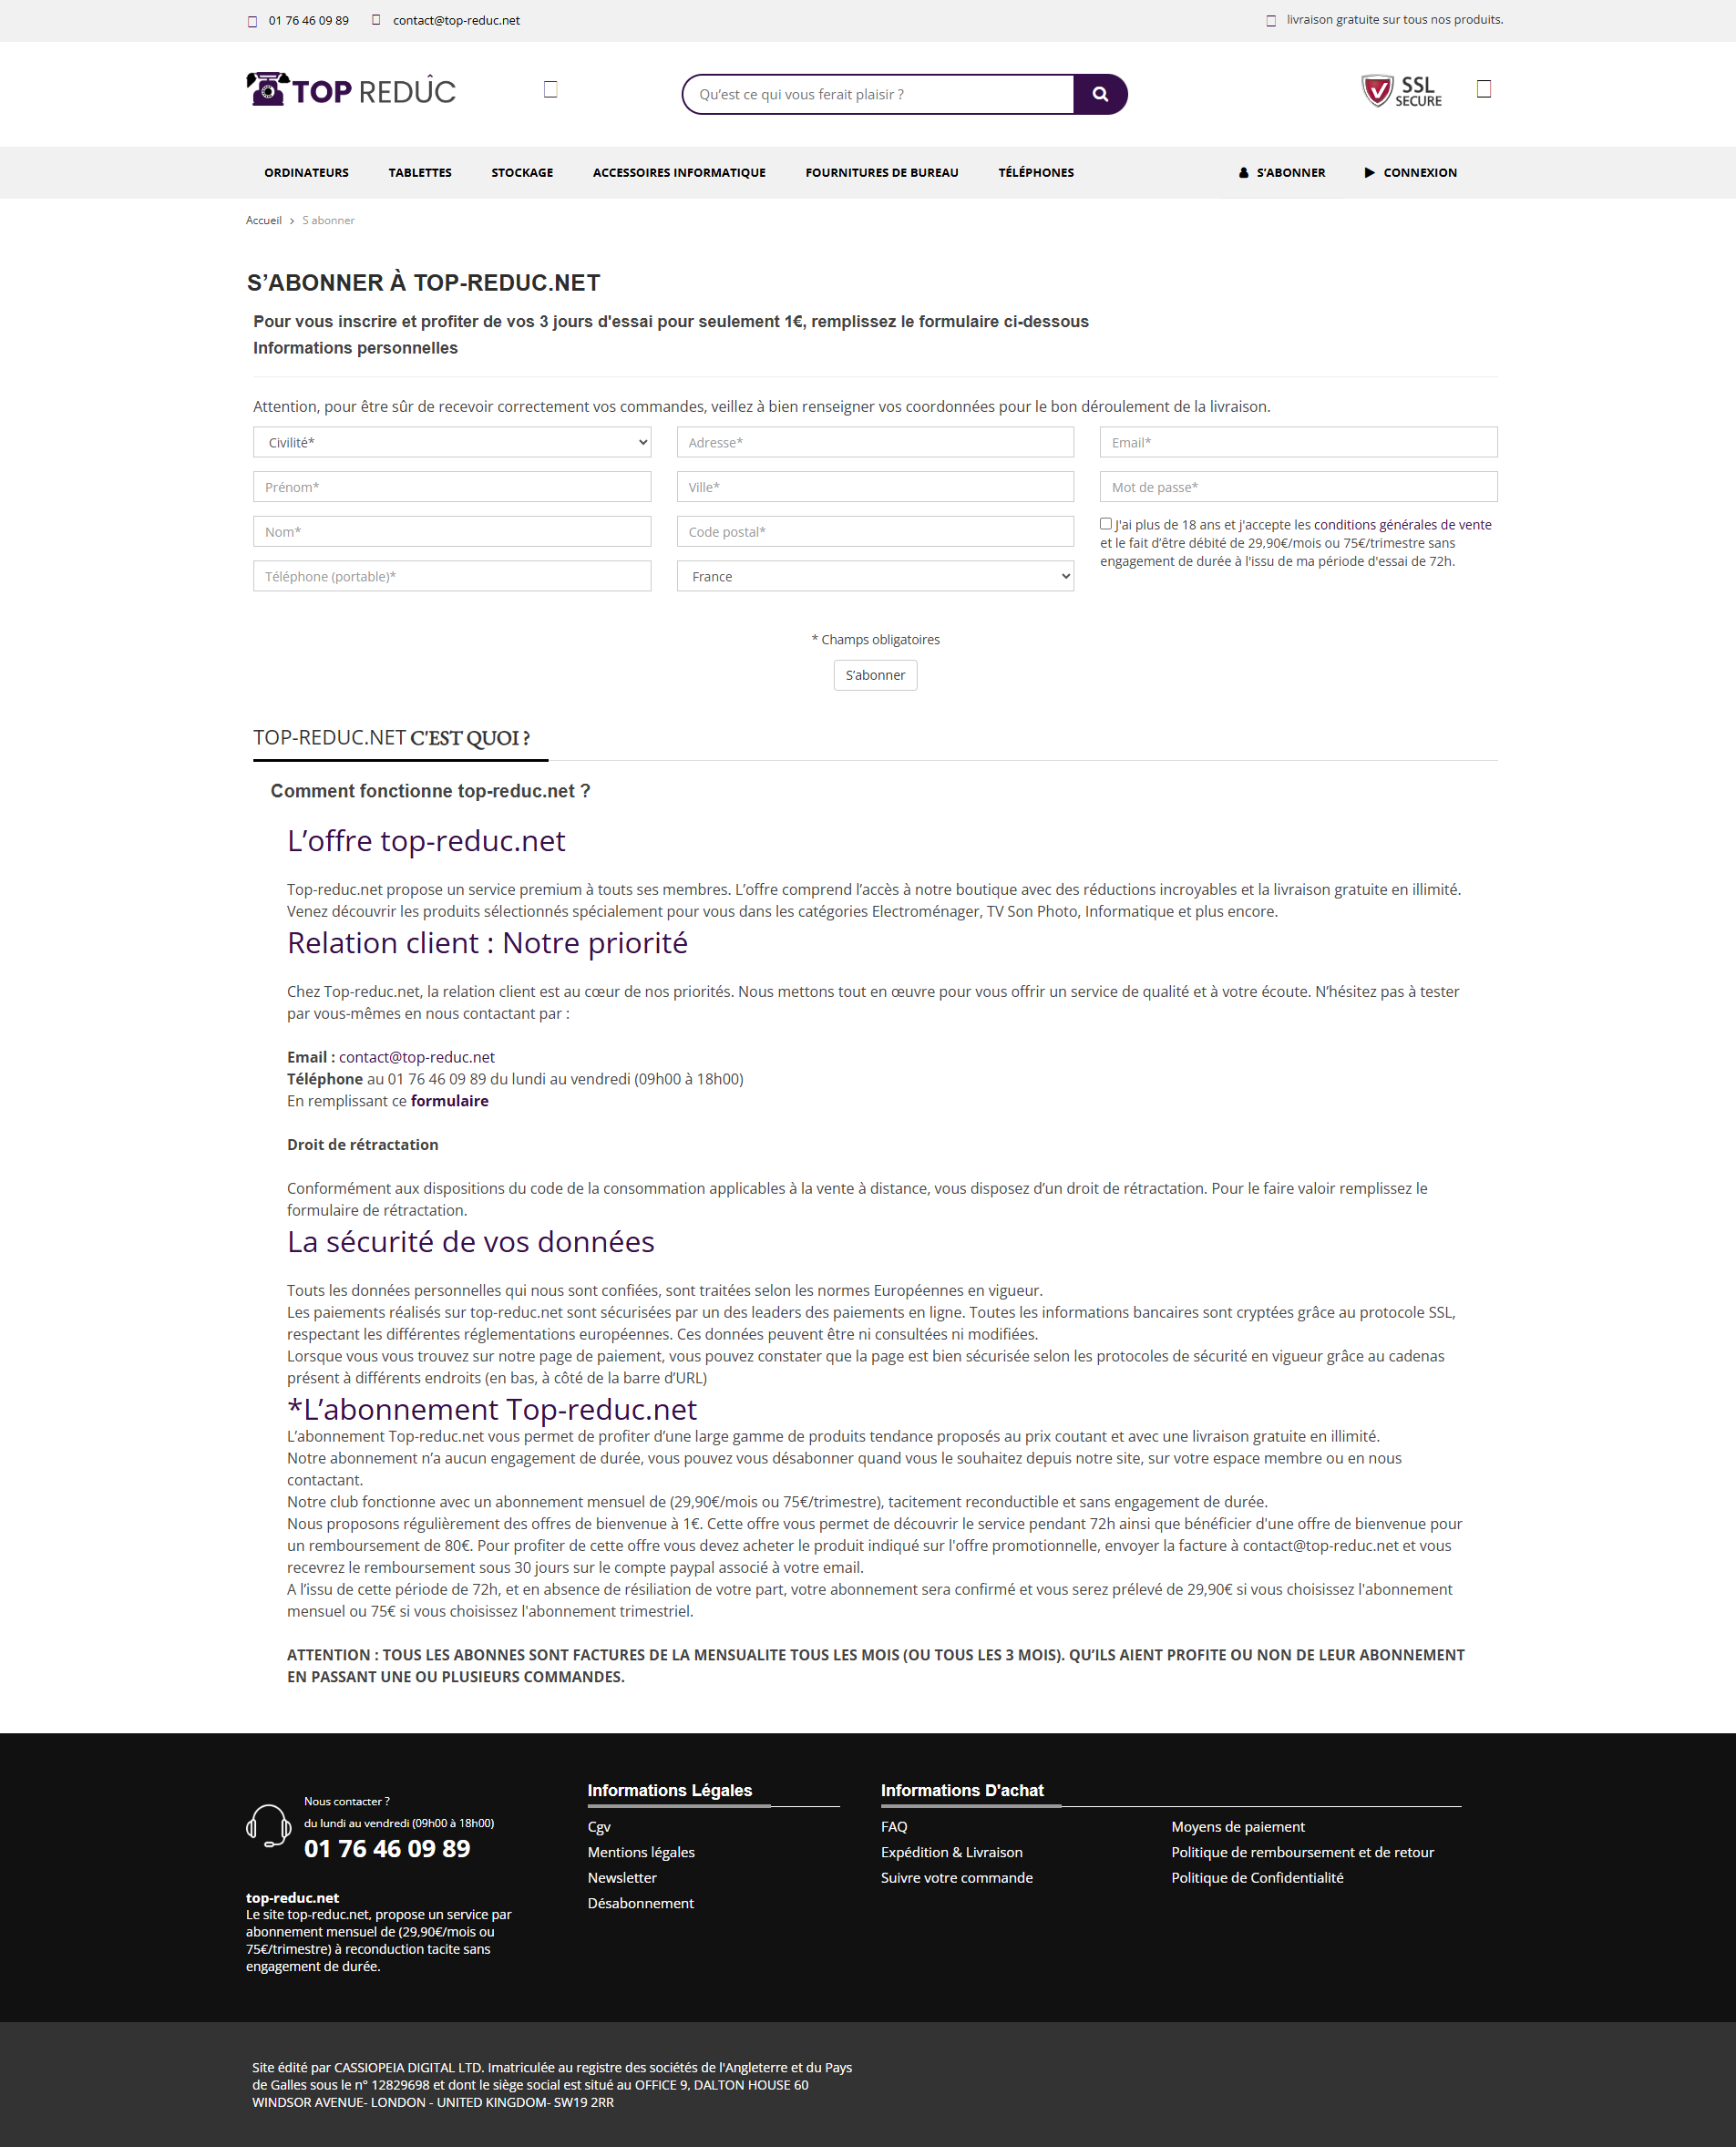 01 76 46 09 89 contact@top-reduc.net livraison gratuite sur tous nos produits.
TOP REDUC Qu'est ce qui vous ferait plaisir ? SSL SECURE
ORDINATEURS TABLETTES STOCKAGE ACCESSOIRES INFORMATIQUE FOURNITURES DE BUREAU TÉLÉPHONES S'ABONNER CONNEXION
Accueil > S abonner
S'ABONNER À TOP-REDUC.NET
Pour vous inscrire et profiter de vos 3 jours d'essai pour seulement 1€, remplissez le formulaire ci-dessous
Informations personnelles
Attention, pour être sûr de recevoir correctement vos commandes, veillez à bien renseigner vos coordonnées pour le bon déroulement de la livraison.
Civilité* Adresse* Email*
Prénom* Ville* Mot de passe*
Nom* Code postal*
Téléphone (portable)* France
J'ai plus de 18 ans et j'accepte les conditions générales de vente
et le fait d'être débité de 29,90€/mois ou 75€/trimestre sans
engagement de durée à l'issu de ma période d'essai de 72h.
* Champs obligatoires
S'abonner
TOP-REDUC.NET C'EST QUOI ?
Comment fonctionne top-reduc.net ?
L'offre top-reduc.net
Top-reduc.net propose un service premium à touts ses membres. L'offre comprend l'accès à notre boutique avec des réductions incroyables et la livraison gratuite en illimité.
Venez découvrir les produits sélectionnés spécialement pour vous dans les catégories Electroménager, TV Son Photo, Informatique et plus encore.
Relation client : Notre priorité
Chez Top-reduc.net, la relation client est au cœur de nos priorités. Nous mettons tout en œuvre pour vous offrir un service de qualité et à votre écoute. N'hésitez pas à tester
par vous-mêmes en nous contactant par :
Email : contact@top-reduc.net
Téléphone au 01 76 46 09 89 du lundi au vendredi (09h00 à 18h00)
En remplissant ce formulaire
Droit de rétractation
Conformément aux dispositions du code de la consommation applicables à la vente à distance, vous disposez d'un droit de rétractation. Pour le faire valoir remplissez le
formulaire de rétractation.
La sécurité de vos données
Touts les données personnelles qui nous sont confiées, sont traitées selon les normes Européennes en vigueur.
Les paiements réalisés sur top-reduc.net sont sécurisées par un des leaders des paiements en ligne. Toutes les informations bancaires sont cryptées grâce au protocole SSL,
respectant les différentes réglementations européennes. Ces données peuvent être ni consultées ni modifiées.
Lorsque vous vous trouvez sur notre page de paiement, vous pouvez constater que la page est bien sécurisée selon les protocoles de sécurité en vigueur grâce au cadenas
présent à différents endroits (en bas, à côté de la barre d'URL)
*L'abonnement Top-reduc.net
L'abonnement Top-reduc.net vous permet de profiter d'une large gamme de produits tendance proposés au prix coutant et avec une livraison gratuite en illimité.
Notre abonnement n'a aucun engagement de durée, vous pouvez vous désabonner quand vous le souhaitez depuis notre site, sur votre espace membre ou en nous
contactant.
Notre club fonctionne avec un abonnement mensuel de (29,90€/mois ou 75€/trimestre), tacitement reconductible et sans engagement de durée.
Nous proposons régulièrement des offres de bienvenue à 1€. Cette offre vous permet de découvrir le service pendant 72h ainsi que bénéficier d'une offre de bienvenue pour
un remboursement de 80€. Pour profiter de cette offre vous devez acheter le produit indiqué sur l'offre promotionnelle, envoyer la facture à contact@top-reduc.net et vous
recevrez le remboursement sous 30 jours sur le compte paypal associé à votre email.
A l'issu de cette période de 72h, et en absence de résiliation de votre part, votre abonnement sera confirmé et vous serez prélevé de 29,90€ si vous choisissez l'abonnement
mensuel ou 75€ si vous choisissez l'abonnement trimestriel.
ATTENTION : TOUS LES ABONNES SONT FACTURES DE LA MENSUALITE TOUS LES MOIS (OU TOUS LES 3 MOIS). QU'ILS AIENT PROFITE OU NON DE LEUR ABONNEMENT
EN PASSANT UNE OU PLUSIEURS COMMANDES.
Nous contacter ?
du lundi au vendredi (09h00 à 18h00)
01 76 46 09 89
top-reduc.net
Le site top-reduc.net, propose un service par
abonnement mensuel de (29,90€/mois ou
75€/trimestre) à reconduction tacite sans
engagement de durée.
Informations Légales
Cgv
Mentions légales
Newsletter
Désabonnement
Informations D'achat
FAQ
Expédition & Livraison
Suivre votre commande
Moyens de paiement
Politique de remboursement et de retour
Politique de Confidentialité
Site édité par CASSIOPEIA DIGITAL LTD. Imatriculée au registre des sociétés de l'Angleterre et du Pays
de Galles sous le n° 12829698 et dont le siège social est situé au OFFICE 9, DALTON HOUSE 60
WINDSOR AVENUE- LONDON - UNITED KINGDOM- SW19 2RR